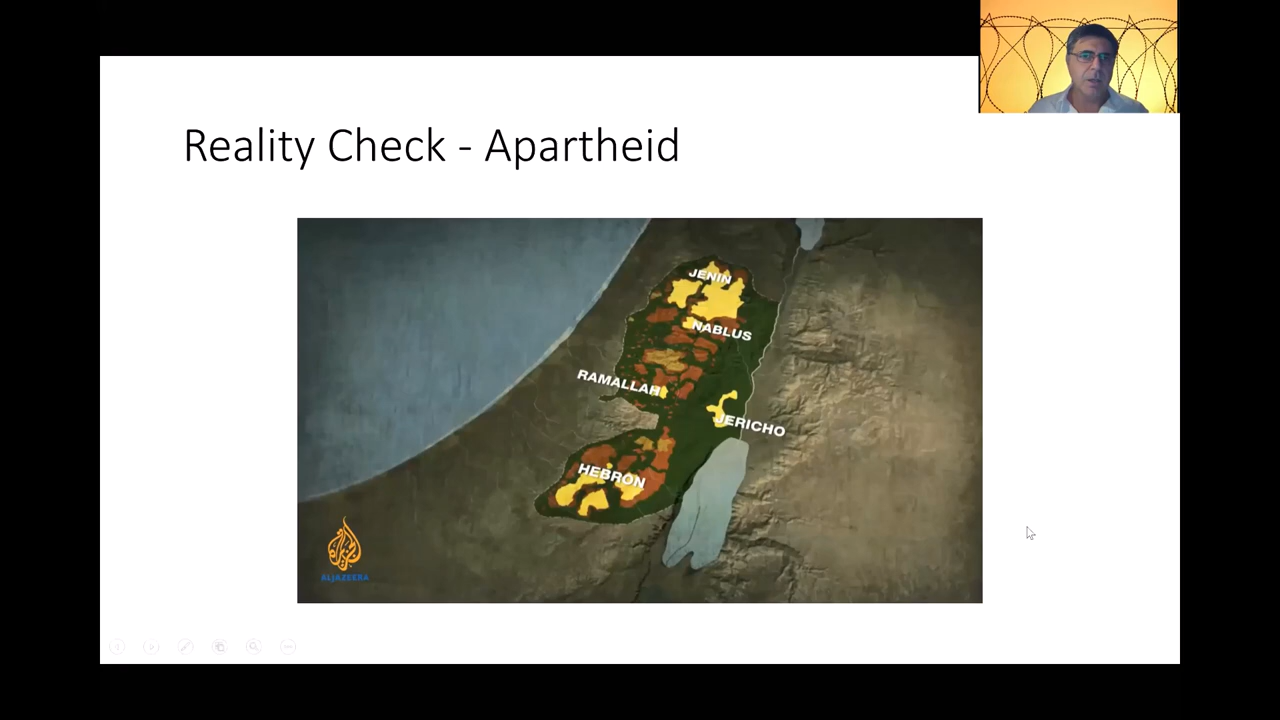 Reality Check - Apartheid
JENIN
NABLUS
RAMALLAH
JERICHO
HEBRON
ALJAZEERA